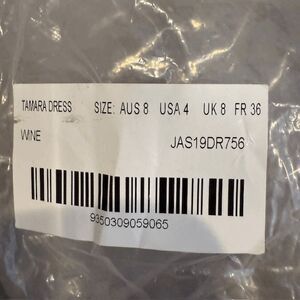 TAMARA DRESS SIZE: AUS 8 USA 4 UK 8 FR 36
WINE JAS19DR756
9350309059065